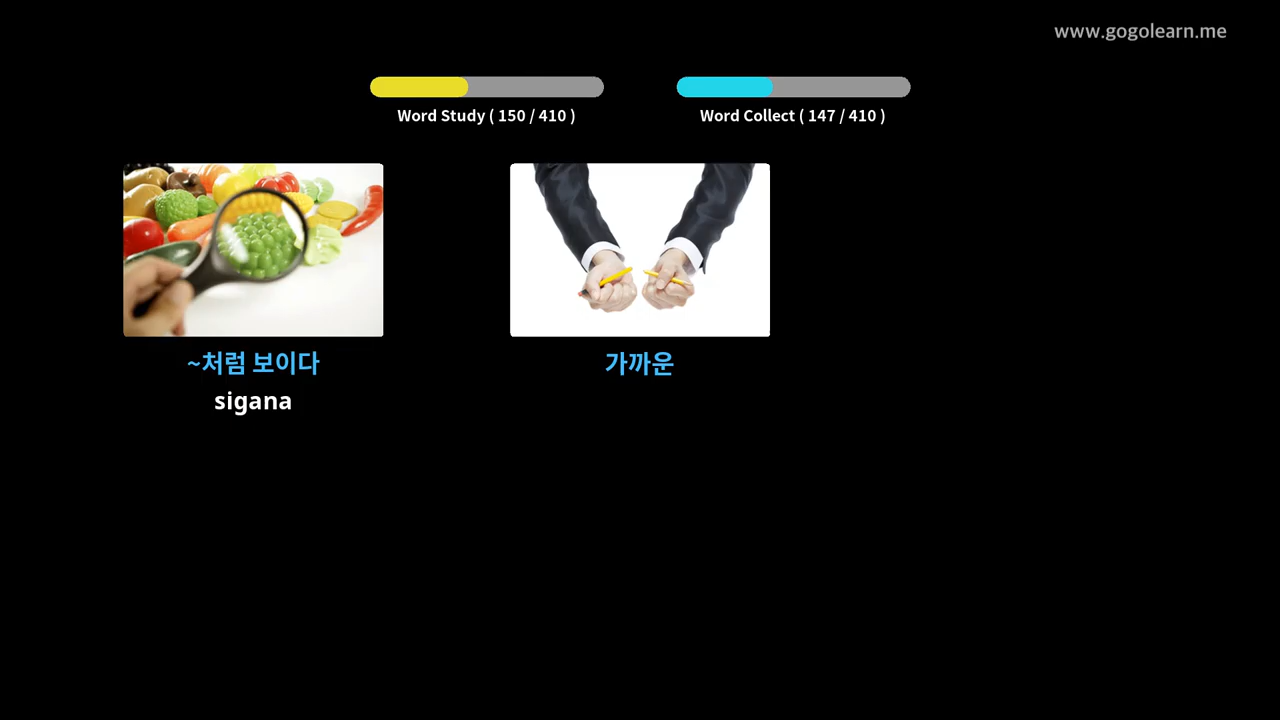 www.gogolearn.me
Word Study ( 150 / 410 )
Word Collect ( 147 / 410 )
~처럼 보이다
sigana
가까운